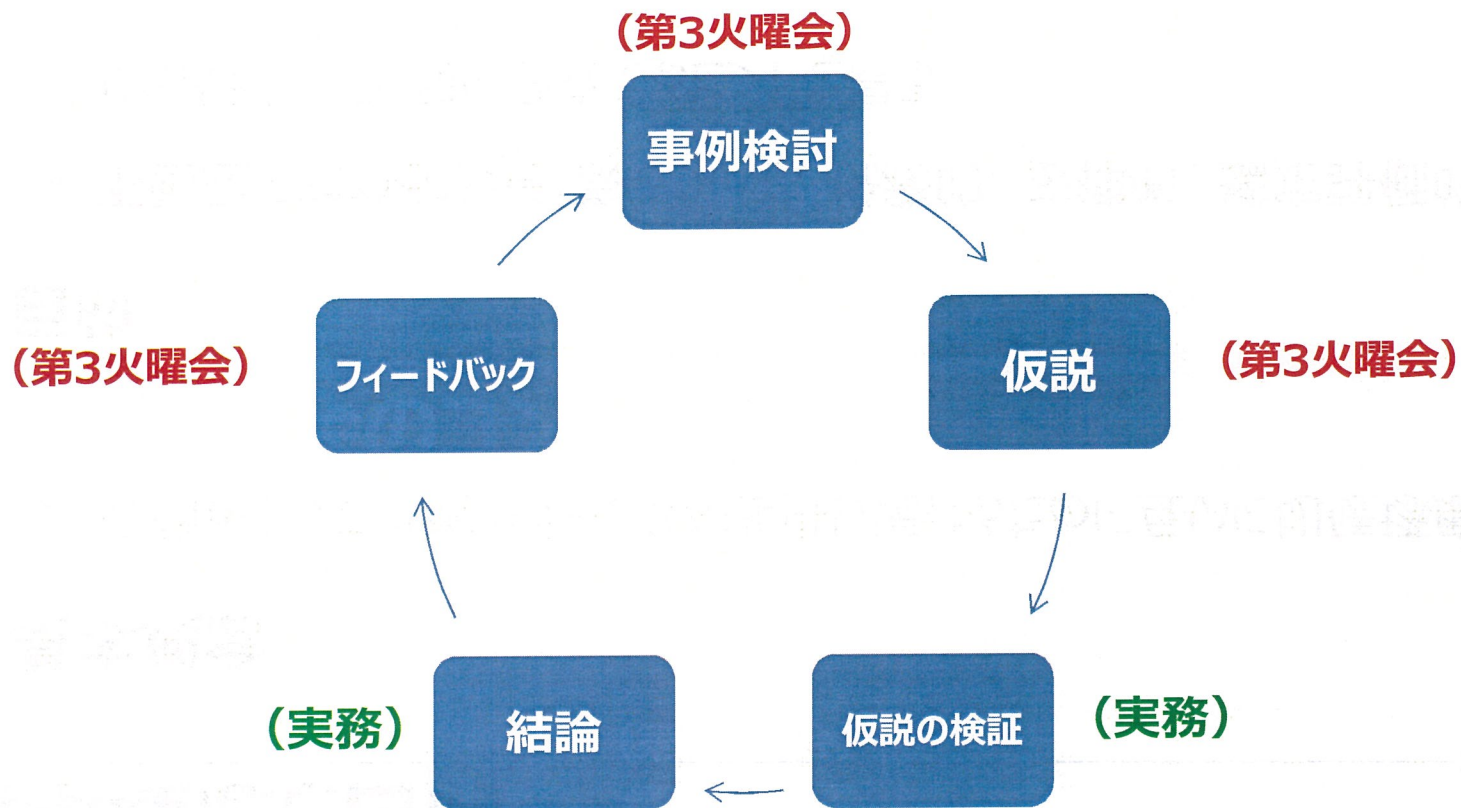 （第3火曜会）
事例検討
仮説
（第3火曜会）
仮説の検証
（実務）
結論
（実務）
フィードバック
（第3火曜会）